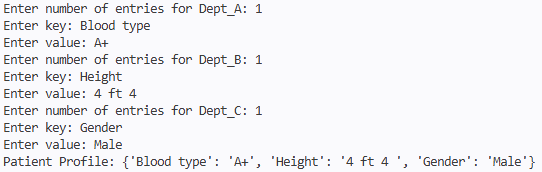 Enter number of entries for Dept_A: 1
Enter key: Blood type
Enter value: A+
Enter number of entries for Dept_B: 1
Enter key: Height
Enter value: 4 ft 4
Enter number of entries for Dept_C: 1
Enter key: Gender
Enter value: Male
Patient Profile: {'Blood type': 'A+', 'Height': '4 ft 4 ', 'Gender': 'Male'}